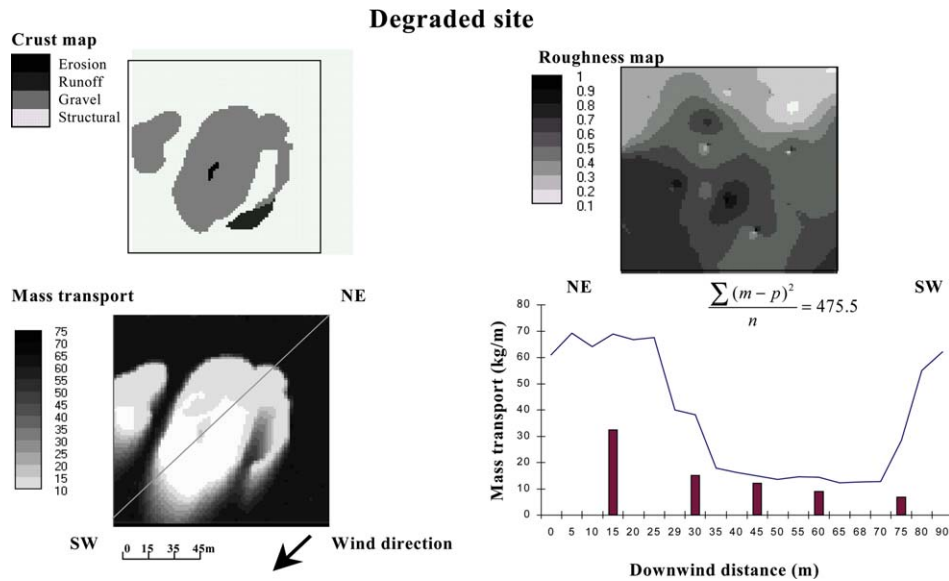 Degraded site
Crust map
Erosion
Runoff
Gravel
Structural
Roughness map
1
0.9
0.8
0.7
0.6
0.5
0.4
0.3
0.2
0.1
Mass transport
NE
75
70
65
60
55
50
45
40
35
30
25
20
15
10
SW
0 15 35 45m
Wind direction
NE
SW
∑(m − p)² / n = 475.5
Mass transport (kg/m)
80
70
60
50
40
30
20
10
0
0 5 10 15 20 25 29 30 35 40 45 50 55 60 65 68 70 75 80 90
Downwind distance (m)